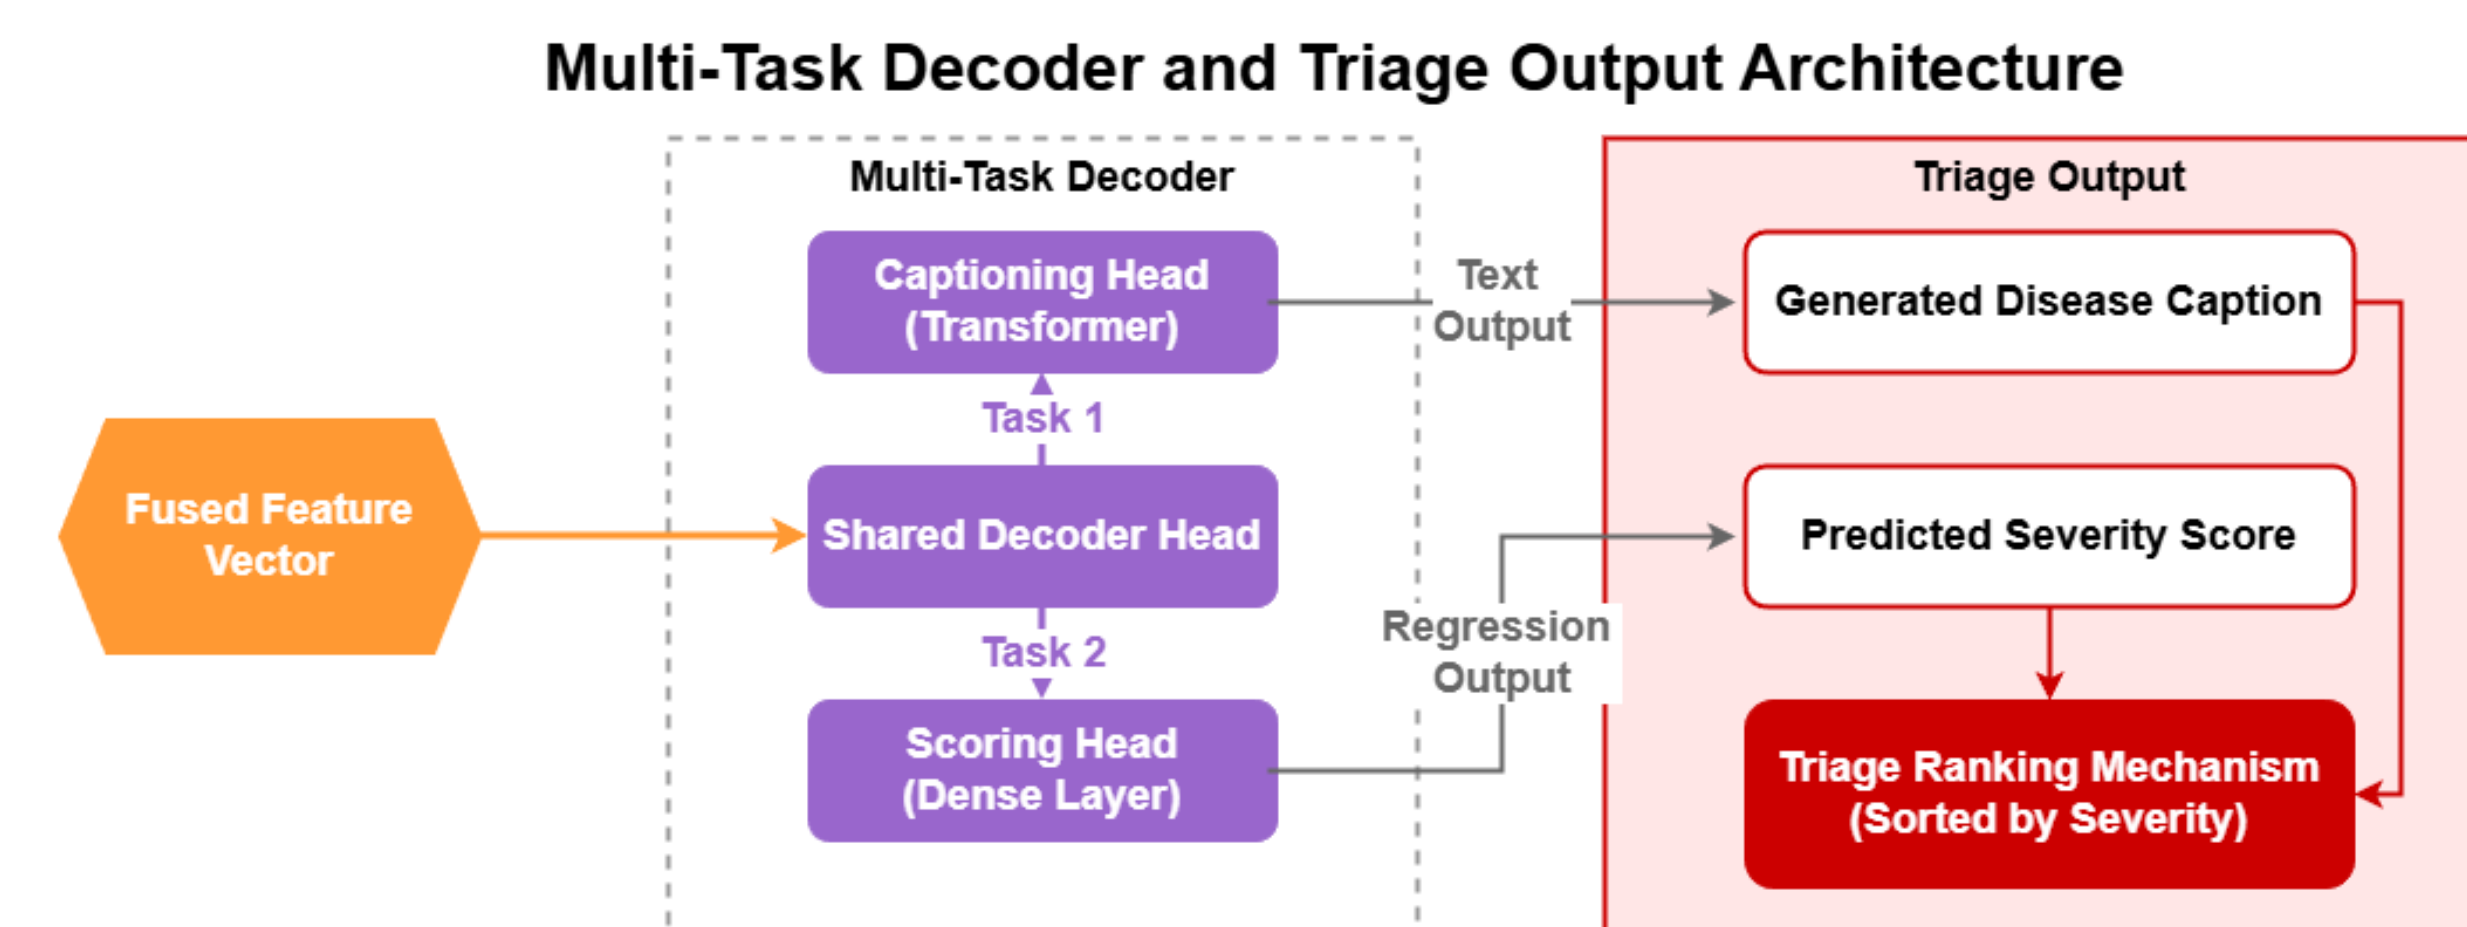 Multi-Task Decoder and Triage Output Architecture
Multi-Task Decoder
Triage Output
Captioning Head
(Transformer)
Text
Output
Generated Disease Caption
Task 1
Fused Feature
Vector
Shared Decoder Head
Predicted Severity Score
Task 2
Regression
Output
Scoring Head
(Dense Layer)
Triage Ranking Mechanism
(Sorted by Severity)